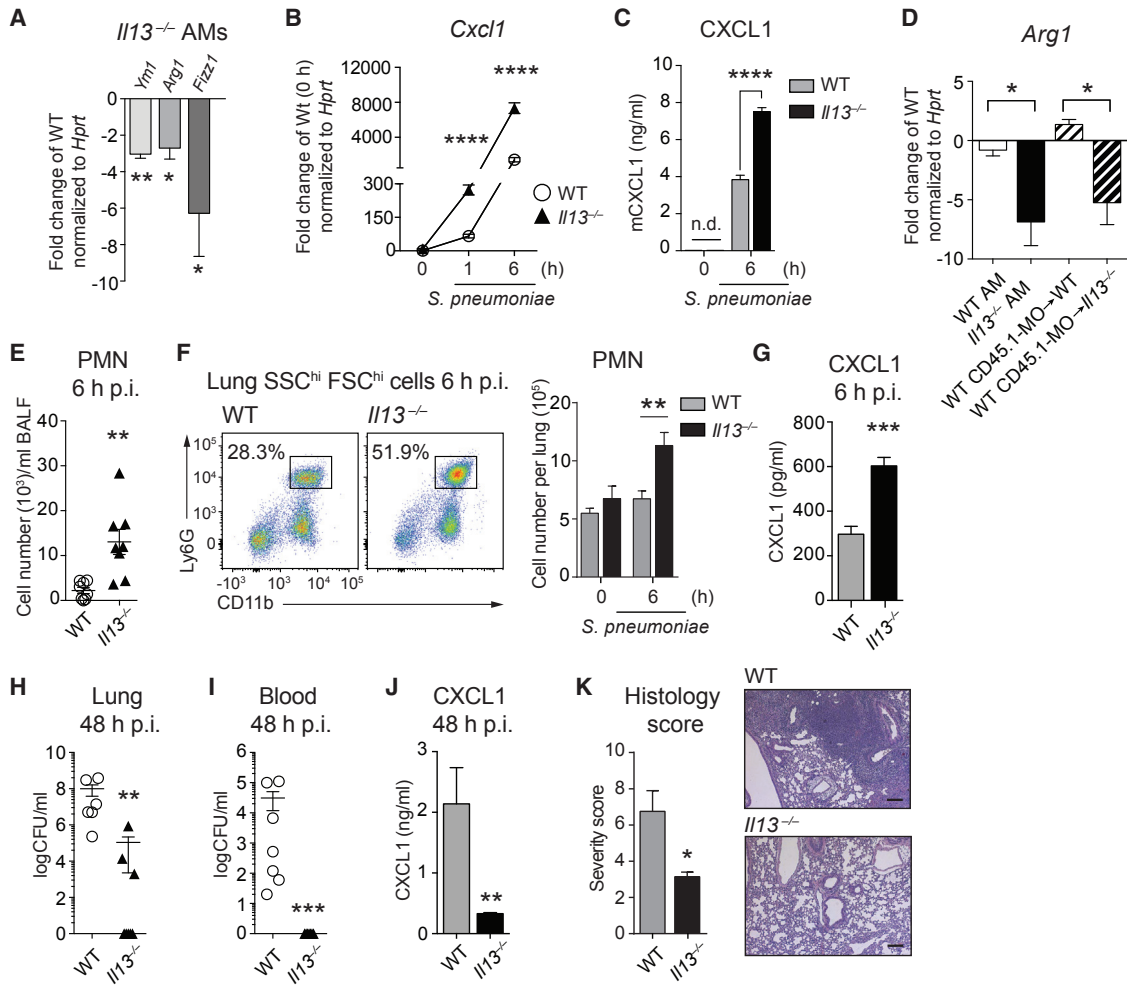 A
Il13–/– AMs
Ym1
Arg1
Fizz1
0
-2
-4
-6
-8
-10
Fold change of WT
normalized to Hprt
**
*
*
B
Cxcl1
12000
8000
4000
300
150
0
Fold change of Wt (0 h)
normalized to Hprt
****
****
WT
Il13–/–
0 1 6 (h)
S. pneumoniae
C
CXCL1
10
8
6
4
2
0
mCXCL1 (ng/ml)
****
n.d.
WT
Il13–/–
0 6 (h)
S. pneumoniae
D
Arg1
5
0
-5
-10
Fold change of WT
normalized to Hprt
* *
WT AM
Il13-/- AM
WT CD45.1-MO→WT
WT CD45.1-MO→Il13-/-
E
PMN
6 h p.i.
40
30
20
10
0
Cell number (10³)/ml BALF
**
WT
Il13-/-
F
Lung SSChi FSChi cells 6 h p.i.
WT
Il13–/–
28.3%
51.9%
10⁵
10⁴
10³
0
Ly6G
-10³ 0 10³ 10⁴ 10⁵
-10³ 0 10³ 10⁴ 10⁵
CD11b
PMN
20
15
10
5
0
Cell number per lung (10⁵)
**
WT
Il13–/–
0 6 (h)
S. pneumoniae
G
CXCL1
6 h p.i.
800
600
400
200
0
CXCL1 (pg/ml)
***
WT
Il13-/-
H
Lung
48 h p.i.
10
8
6
4
2
0
logCFU/ml
**
WT
Il13-/-
I
Blood
48 h p.i.
6
5
4
3
2
1
0
logCFU/ml
***
WT
Il13-/-
J
CXCL1
48 h p.i.
3
2
1
0
CXCL1 (ng/ml)
**
WT
Il13-/-
K
Histology
score
10
8
6
4
2
0
Severity score
*
WT
Il13-/-
WT
Il13–/–